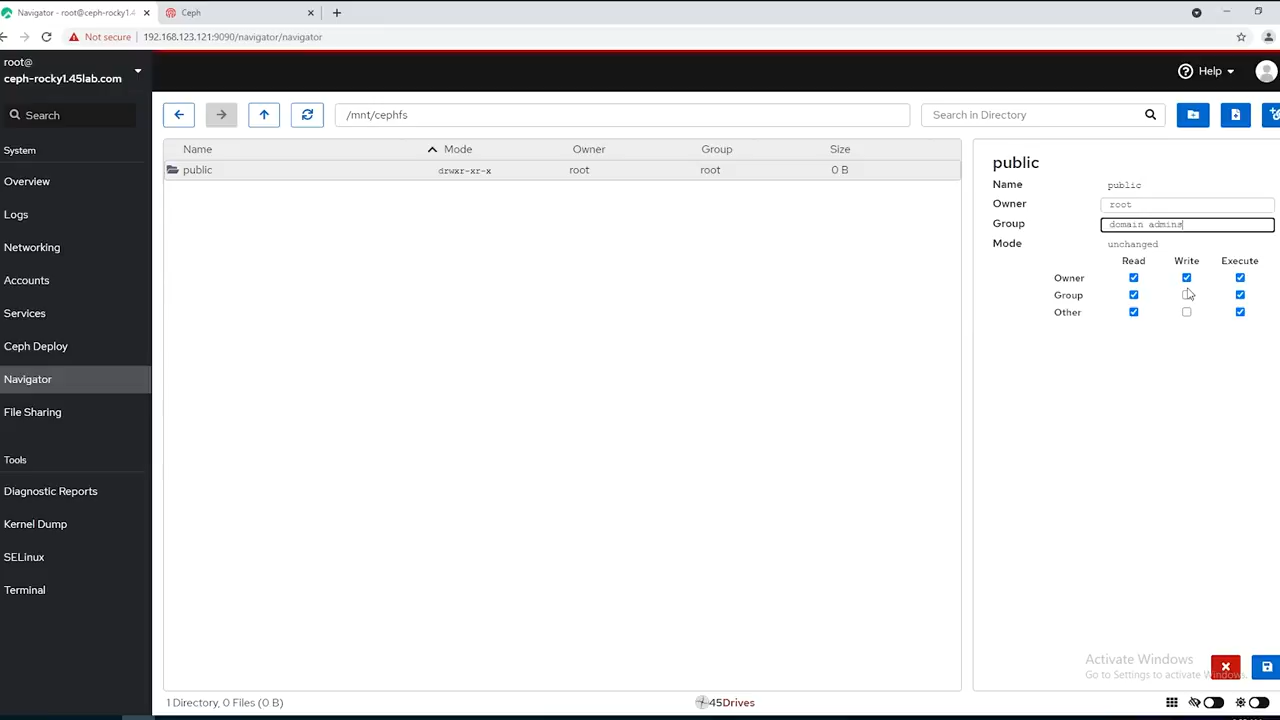 Navigator - root@ceph-rocky1.4
Ceph
Not secure
192.168.123.121:9090/navigator/navigator
root@
ceph-rocky1.45lab.com
Help
Search
/mnt/cephfs
Search in Directory
System
Overview
Logs
Networking
Accounts
Services
Ceph Deploy
Navigator
File Sharing
Tools
Diagnostic Reports
Kernel Dump
SELinux
Terminal
Name Mode Owner Group Size
public drwxr-xr-x root root 0 B
public
Name public
Owner root
Group domain admins
Mode unchanged
Read Write Execute
Owner
Group
Other
Activate Windows
Go to Settings to activate Windows.
1 Directory, 0 Files (0 B)
45Drives